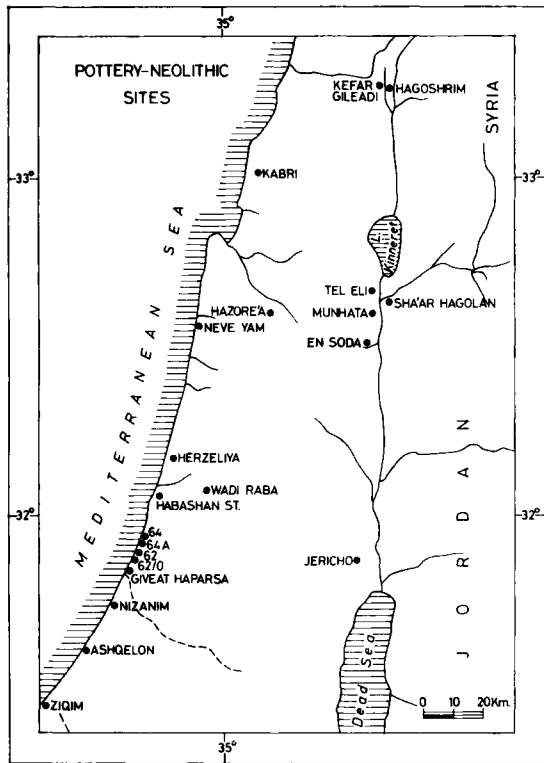 35°
POTTERY-NEOLITHIC
SITES
KEFAR
GILEADI
HAGOSHRIM
SYRIA
33°
33°
KABRI
MEDITERRANEAN SEA
L.
Kinneret
TEL ELI
SHA'AR HAGOLAN
HAZORE'A
MUNHATA
NEVE YAM
EN SODA
JORDAN
HERZELIYA
WADI RABA
HABASHAN ST.
32°
32°
64
64A
62
62/0
GIVEAT HAPARSA
JERICHO
NIZANIM
ASHQELON
Dead Sea
ZIQIM
0 10 20Km.
35°